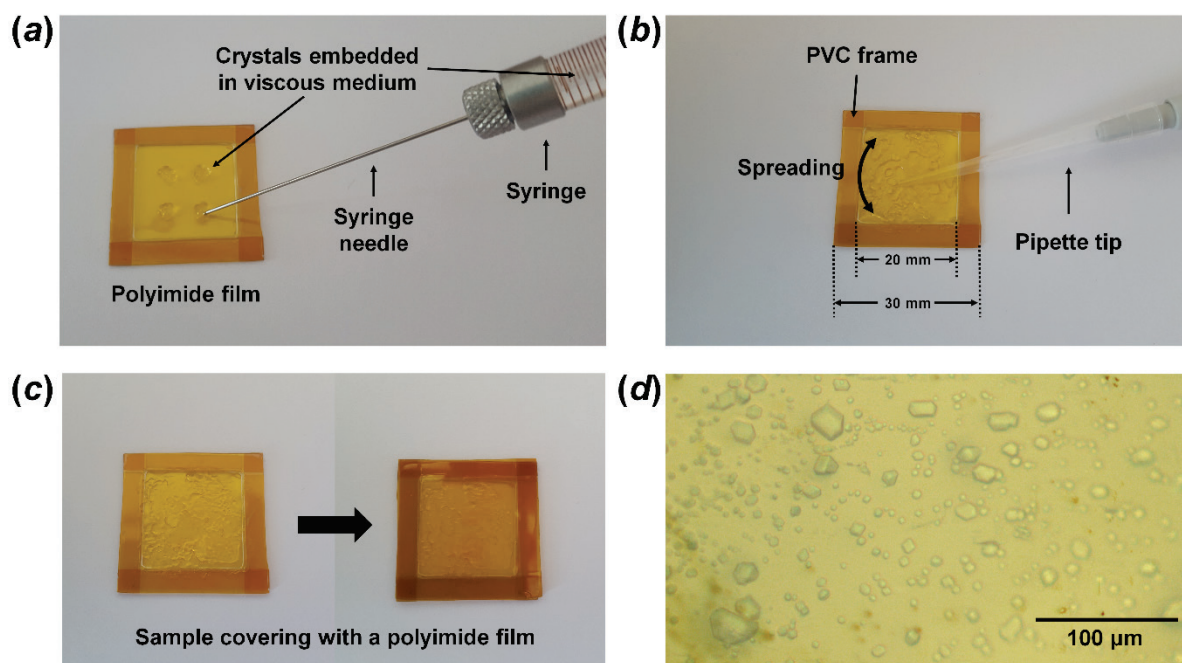 (a)
Crystals embedded
in viscous medium
Syringe
needle
Syringe
Polyimide film
(b)
PVC frame
Spreading
Pipette tip
20 mm
30 mm
(c)
Sample covering with a polyimide film
(d)
100 μm